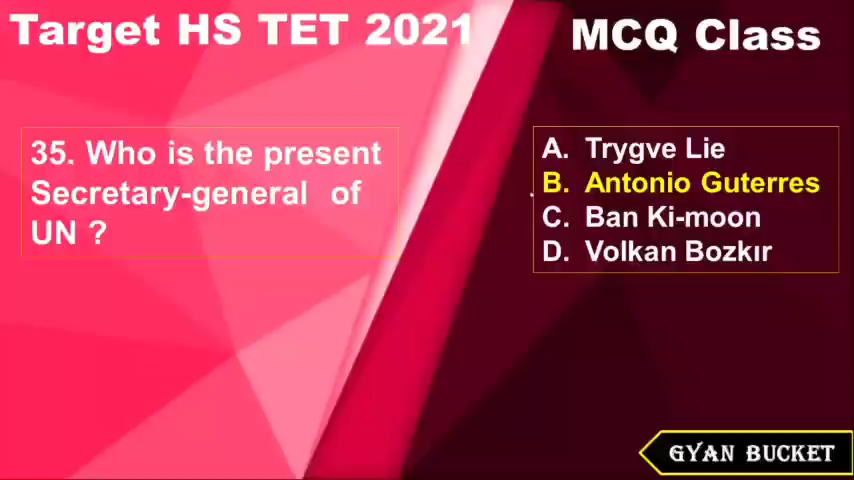 Target HS TET 2021
MCQ Class
35. Who is the present
Secretary-general of
UN ?
A. Trygve Lie
B. Antonio Guterres
C. Ban Ki-moon
D. Volkan Bozkır
GYAN BUCKET